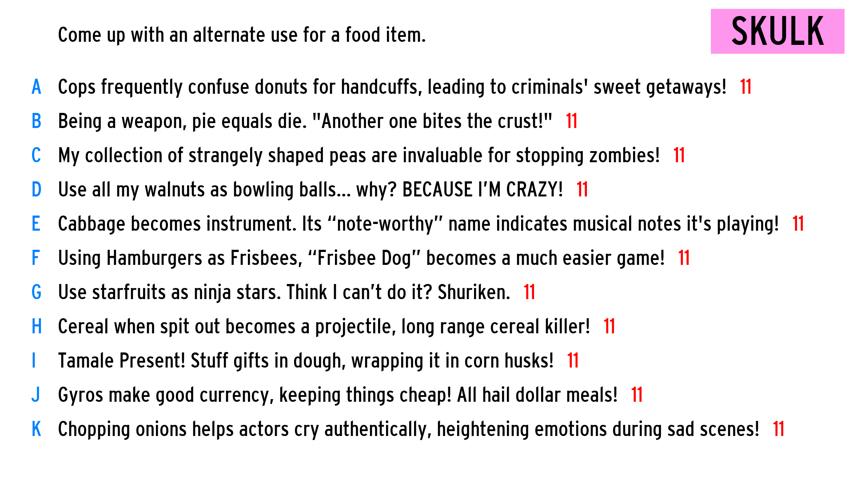 Come up with an alternate use for a food item.
SKULK
A Cops frequently confuse donuts for handcuffs, leading to criminals' sweet getaways! 11
B Being a weapon, pie equals die. "Another one bites the crust!" 11
C My collection of strangely shaped peas are invaluable for stopping zombies! 11
D Use all my walnuts as bowling balls... why? BECAUSE I’M CRAZY! 11
E Cabbage becomes instrument. Its “note-worthy” name indicates musical notes it's playing! 11
F Using Hamburgers as Frisbees, “Frisbee Dog” becomes a much easier game! 11
G Use starfruits as ninja stars. Think I can’t do it? Shuriken. 11
H Cereal when spit out becomes a projectile, long range cereal killer! 11
I Tamale Present! Stuff gifts in dough, wrapping it in corn husks! 11
J Gyros make good currency, keeping things cheap! All hail dollar meals! 11
K Chopping onions helps actors cry authentically, heightening emotions during sad scenes! 11